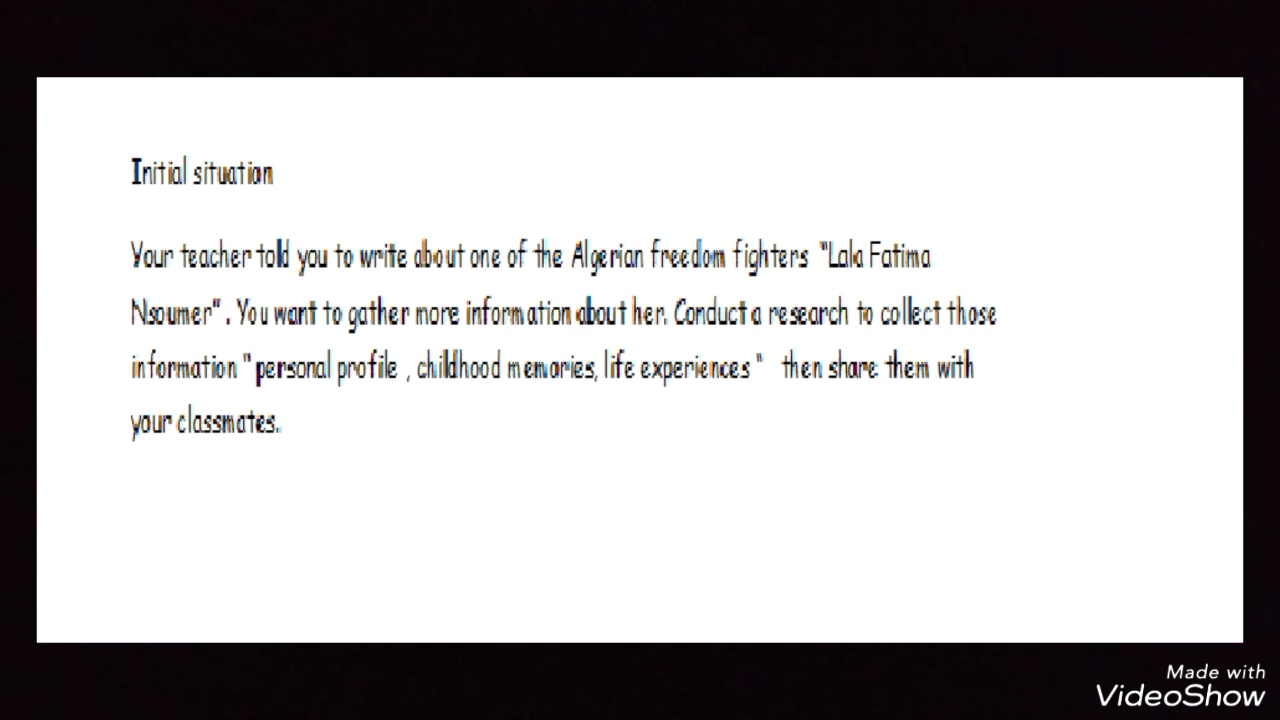 Initial situation
Your teacher told you to write about one of the Algerian freedom fighters "Lala Fatima
Nsoumer". You want to gather more information about her. Conduct a research to collect those
information " personal profile , childhood memories, life experiences " then share them with
your classmates.
Made with
VideoShow